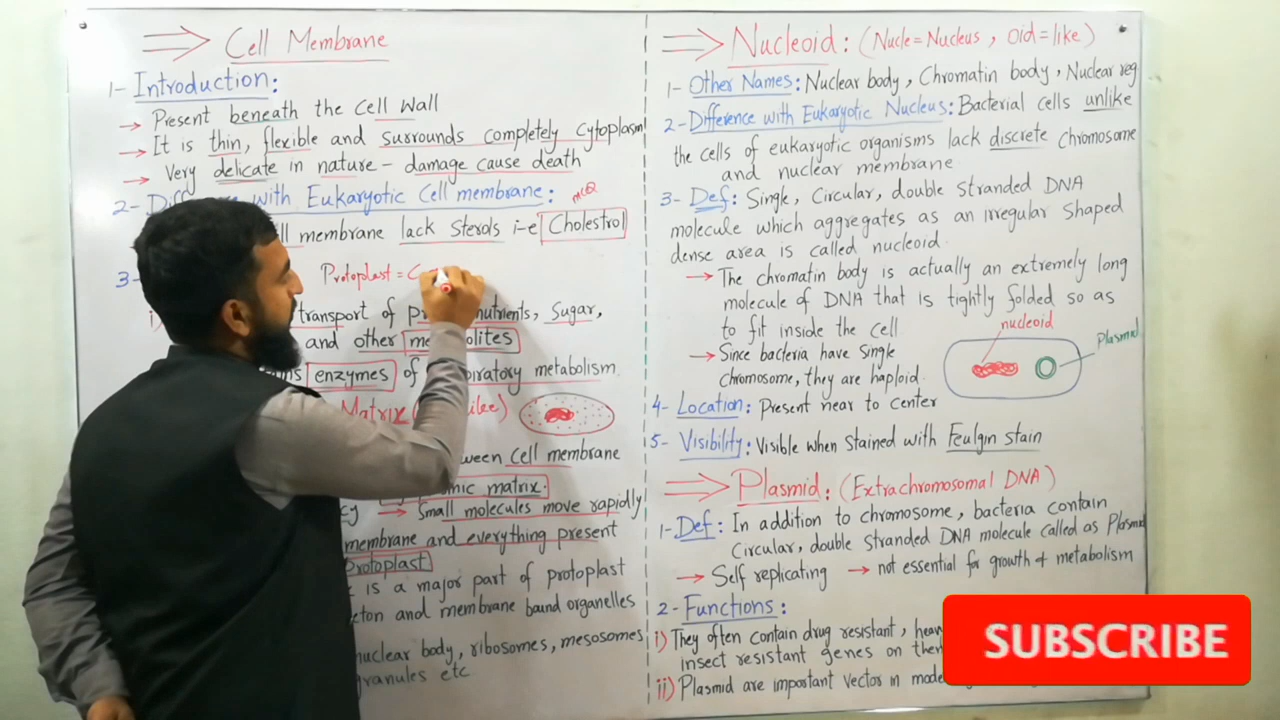 Cell Membrane
1- Introduction:
Present beneath the cell wall
It is thin, flexible and surrounds completely cytoplasm
Very delicate in nature - damage cause death
2- with Eukaryotic Cell membrane: MCQ
membrane lack sterols i-e Cholestrol
3-
Protoplast = C
i) transport of nutrients, Sugar,
and other
enzymes of metabolism
Matrix
cell membrane
matrix.
Small molecules move rapidly
membrane and everything present
Protoplast
is a major part of protoplast
and membrane bound organelles
nuclear body, ribosomes, mesosomes
granules etc
Nucleoid: (Nucle = Nucleus, Oid = like)
1- Other Names: Nuclear body, Chromatin body, Nuclear reg
2- Difference with Eukaryotic Nucleus: Bacterial cells unlike
the cells of eukaryotic organisms lack discrete chromosome
and nuclear membrane
3- Def: Single, Circular, double stranded DNA
molecule which aggregates as an irregular shaped
dense area is called nucleoid.
The chromatin body is actually an extremely long
molecule of DNA that is tightly folded so as
to fit inside the cell
nucleoid
Plasmid
Since bacteria have single
chromosome, they are haploid.
4- Location: Present near to center
5- Visibility: Visible when stained with Feulgin stain
Plasmid: (Extrachromosomal DNA)
1- Def: In addition to chromosome, bacteria contain
Circular, double stranded DNA molecule called as Plasmid
Self replicating not essential for growth & metabolism
2- Functions:
i) They often contain drug resistant,
insect resistant genes on
ii) Plasmid are important vector in
SUBSCRIBE